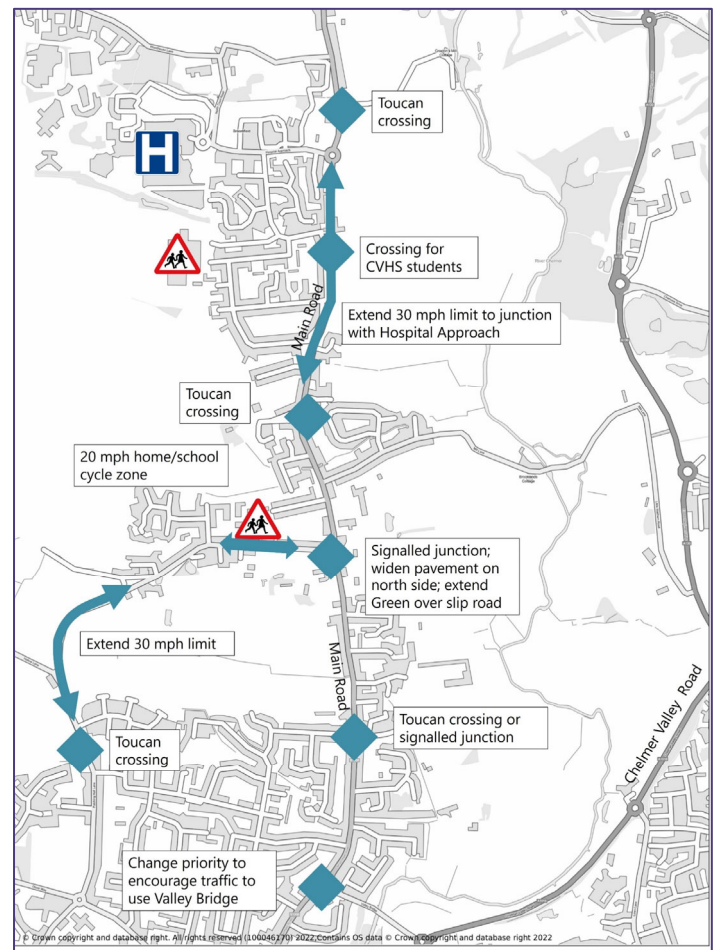 Toucan
crossing
H
Crossing for
CVHS students
Main Road
Extend 30 mph limit to junction
with Hospital Approach
Toucan
crossing
20 mph home/school
cycle zone
Signalled junction;
widen pavement on
north side; extend
Green over slip road
Extend 30 mph limit
Main Road
Chelmer Valley Road
Toucan
crossing
Toucan crossing or
signalled junction
Change priority to
encourage traffic to
use Valley Bridge
© Crown copyright and database right. All rights reserved (100046170) 2022,Contains OS data © Crown copyright and database right 2022